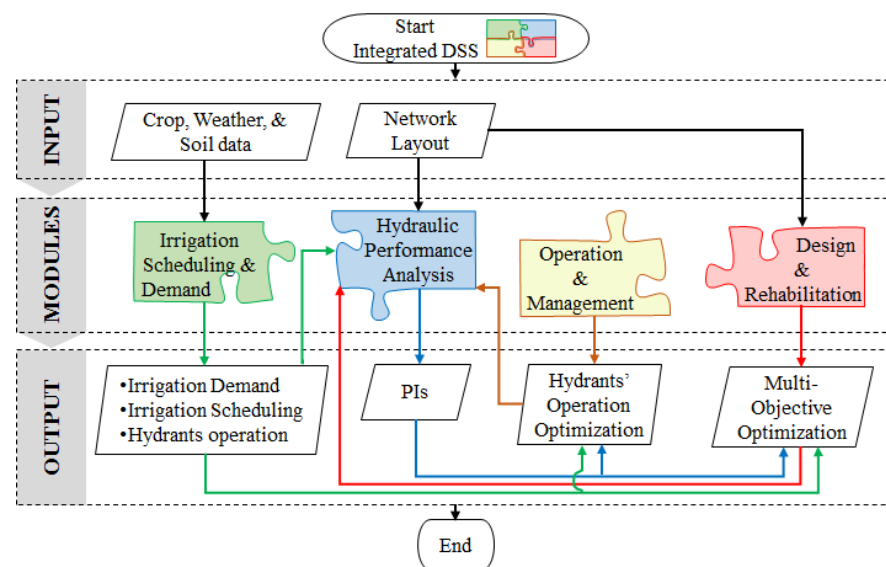 Start
Integrated DSS
INPUT
Crop, Weather, &
Soil data
Network
Layout
MODULES
Irrigation
Scheduling &
Demand
Hydraulic
Performance
Analysis
Operation
&
Management
Design
&
Rehabilitation
OUTPUT
•Irrigation Demand
•Irrigation Scheduling
•Hydrants operation
PIs
Hydrants’
Operation
Optimization
Multi-
Objective
Optimization
End